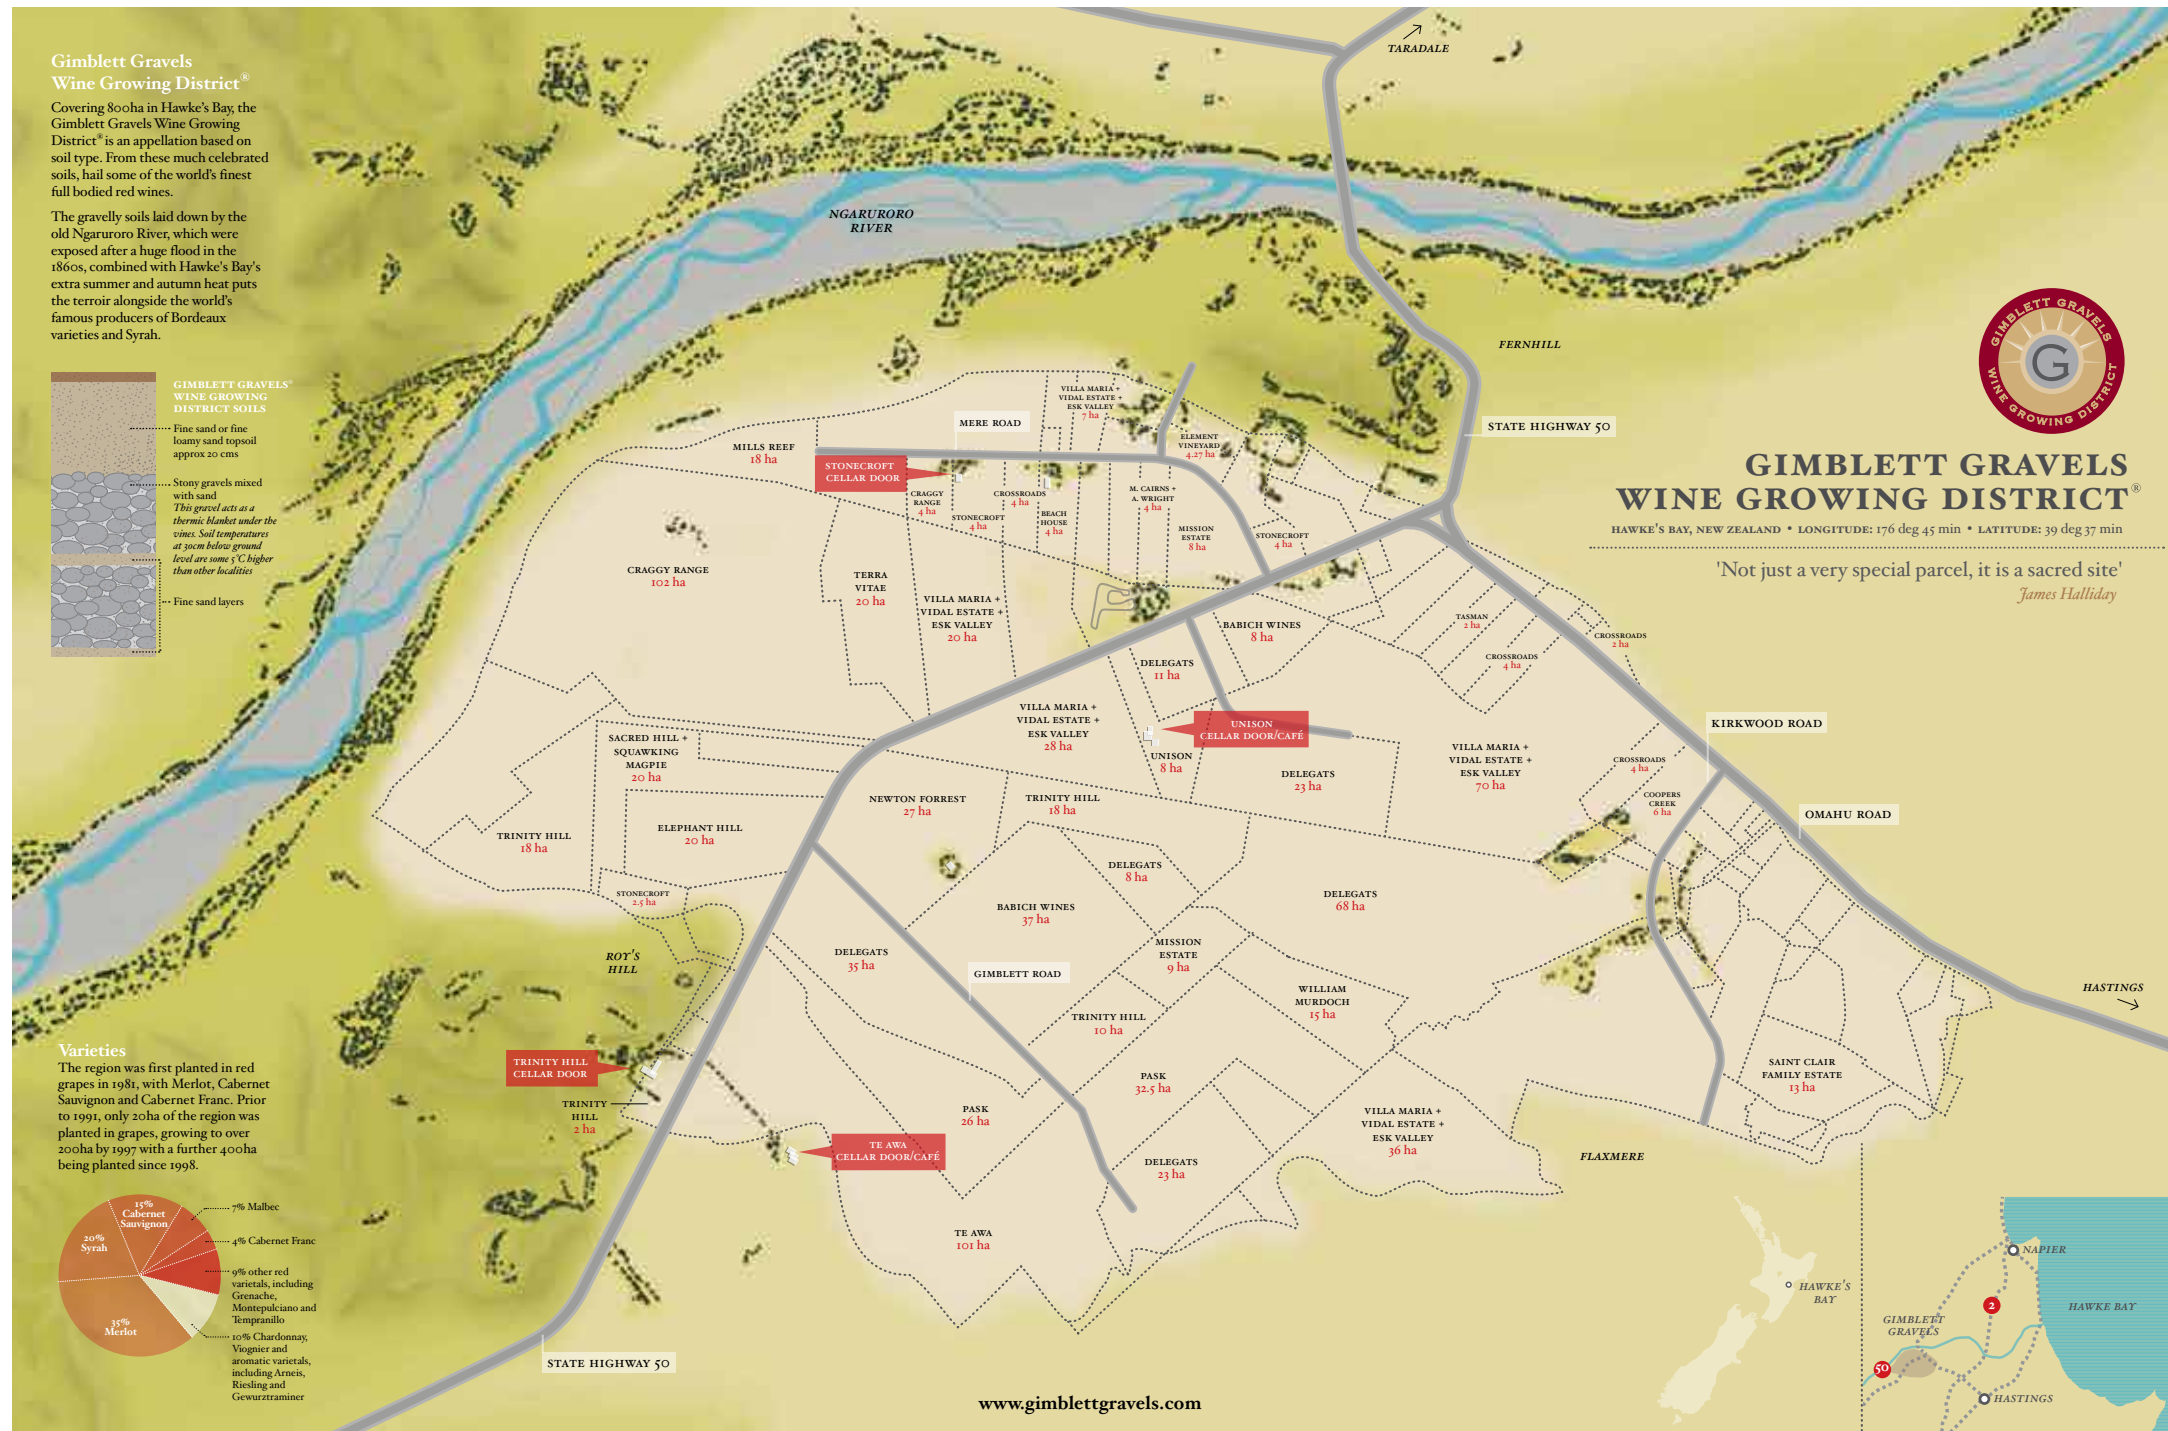 Gimblett Gravels
Wine Growing District®
Covering 800ha in Hawke's Bay, the
Gimblett Gravels Wine Growing
District® is an appellation based on
soil type. From these much celebrated
soils, hail some of the world's finest
full bodied red wines.
The gravelly soils laid down by the
old Ngaruroro River, which were
exposed after a huge flood in the
1860s, combined with Hawke's Bay's
extra summer and autumn heat puts
the terroir alongside the world's
famous producers of Bordeaux
varieties and Syrah.
GIMBLETT GRAVELS®
WINE GROWING
DISTRICT SOILS
Fine sand or fine
loamy sand topsoil
approx 20 cms
Stony gravels mixed
with sand
This gravel acts as a
thermic blanket under the
vines. Soil temperatures
at 30cm below ground
level are some 5°C higher
than other localities
Fine sand layers
Varieties
The region was first planted in red
grapes in 1981, with Merlot, Cabernet
Sauvignon and Cabernet Franc. Prior
to 1991, only 20ha of the region was
planted in grapes, growing to over
200ha by 1997 with a further 400ha
being planted since 1998.
15%
Cabernet
Sauvignon
20%
Syrah
35%
Merlot
7% Malbec
4% Cabernet Franc
9% other red
varietals, including
Grenache,
Montepulciano and
Tempranillo
10% Chardonnay,
Viognier and
aromatic varietals,
including Arneis,
Riesling and
Gewurztraminer
TARADALE
NGARURORO
RIVER
FERNHILL
STATE HIGHWAY 50
GIMBLETT GRAVELS
WINE GROWING DISTRICT
G
GIMBLETT GRAVELS
WINE GROWING DISTRICT®
HAWKE'S BAY, NEW ZEALAND • LONGITUDE: 176 deg 45 min • LATITUDE: 39 deg 37 min
'Not just a very special parcel, it is a sacred site'
James Halliday
VILLA MARIA +
VIDAL ESTATE +
ESK VALLEY
7 ha
MERE ROAD
MILLS REEF
18 ha
ELEMENT
VINEYARD
4.27 ha
STONECROFT
CELLAR DOOR
CRAGGY
RANGE
4 ha
STONECROFT
4 ha
CROSSROADS
4 ha
BEACH
HOUSE
4 ha
M. CAIRNS +
A. WRIGHT
4 ha
MISSION
ESTATE
8 ha
STONECROFT
4 ha
CRAGGY RANGE
102 ha
TERRA
VITAE
20 ha
VILLA MARIA +
VIDAL ESTATE +
ESK VALLEY
20 ha
BABICH WINES
8 ha
TASMAN
2 ha
CROSSROADS
2 ha
CROSSROADS
4 ha
DELEGATS
11 ha
VILLA MARIA +
VIDAL ESTATE +
ESK VALLEY
28 ha
UNISON
CELLAR DOOR/CAFÉ
UNISON
8 ha
DELEGATS
23 ha
VILLA MARIA +
VIDAL ESTATE +
ESK VALLEY
70 ha
KIRKWOOD ROAD
CROSSROADS
4 ha
COOPERS
CREEK
6 ha
OMAHU ROAD
SACRED HILL +
SQUAWKING
MAGPIE
20 ha
NEWTON FORREST
27 ha
TRINITY HILL
18 ha
TRINITY HILL
18 ha
ELEPHANT HILL
20 ha
STONECROFT
2.5 ha
DELEGATS
8 ha
BABICH WINES
37 ha
DELEGATS
68 ha
ROY'S
HILL
DELEGATS
35 ha
MISSION
ESTATE
9 ha
GIMBLETT ROAD
WILLIAM
MURDOCH
15 ha
TRINITY HILL
10 ha
HASTINGS
TRINITY HILL
CELLAR DOOR
TRINITY
HILL
2 ha
PASK
32.5 ha
SAINT CLAIR
FAMILY ESTATE
13 ha
PASK
26 ha
VILLA MARIA +
VIDAL ESTATE +
ESK VALLEY
36 ha
TE AWA
CELLAR DOOR/CAFÉ
DELEGATS
23 ha
FLAXMERE
TE AWA
101 ha
STATE HIGHWAY 50
www.gimblettgravels.com
HAWKE'S
BAY
NAPIER
2
HAWKE BAY
GIMBLETT
GRAVELS
50
HASTINGS